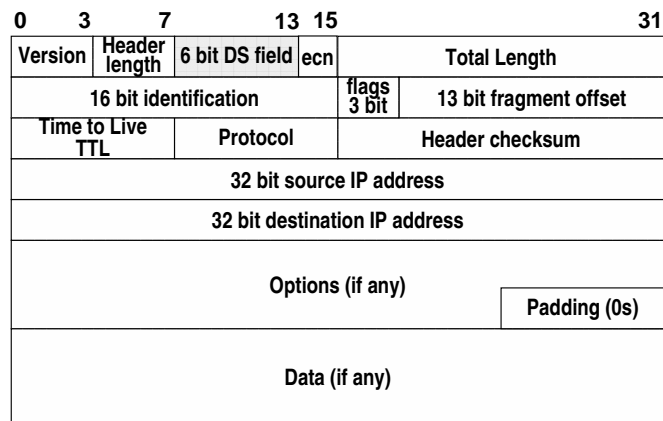 0 3 7 13 15 31
Version Header length 6 bit DS field ecn Total Length
16 bit identification flags 3 bit 13 bit fragment offset
Time to Live TTL Protocol Header checksum
32 bit source IP address
32 bit destination IP address
Options (if any)
Padding (0s)
Data (if any)